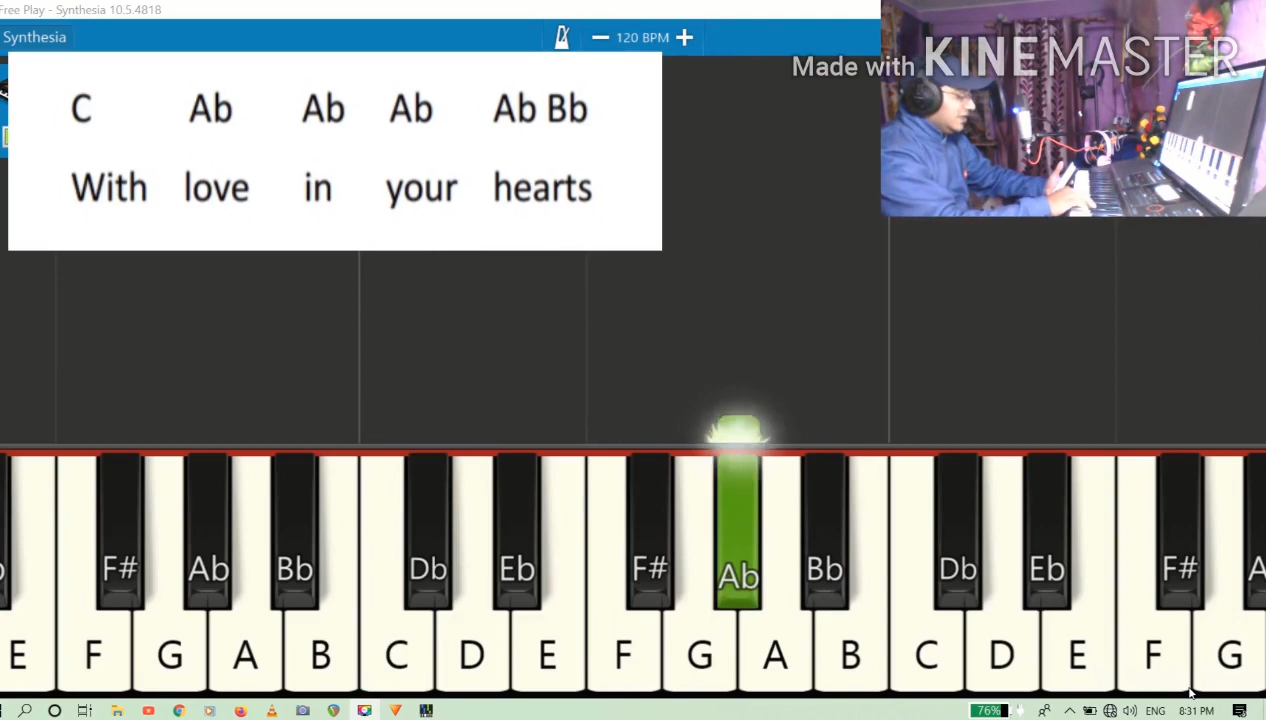 Free Play - Synthesia 10.5.4818
Synthesia
120 BPM
Made with KINEMASTER
C Ab Ab Ab Ab Bb
With love in your hearts
F# Ab Bb Db Eb F# Ab Bb Db Eb F# A
E F G A B C D E F G A B C D E F G
76% ENG 8:31 PM